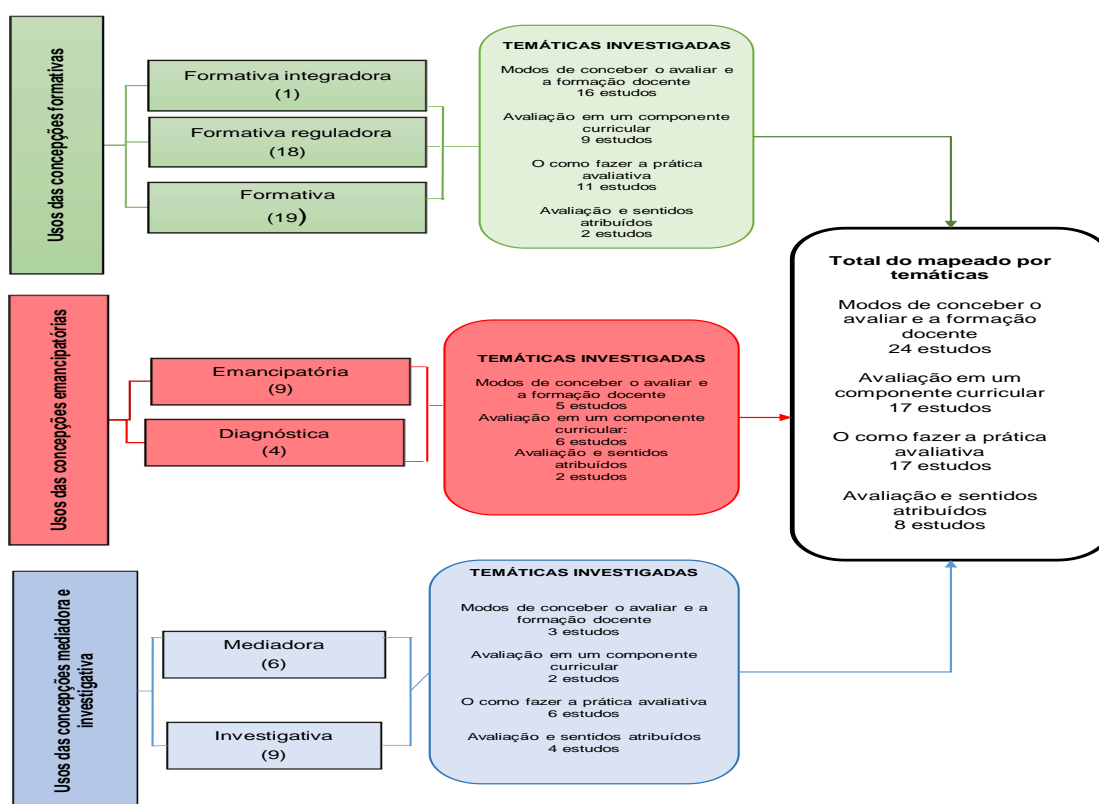 Usos das concepções formativas
Formativa integradora
(1)
Formativa reguladora
(18)
Formativa
(19)
TEMÁTICAS INVESTIGADAS
Modos de conceber o avaliar e
a formação docente
16 estudos
Avaliação em um componente
curricular
9 estudos
O como fazer a prática
avaliativa
11 estudos
Avaliação e sentidos
atribuídos
2 estudos
Usos das concepções emancipatórias
Emancipatória
(9)
Diagnóstica
(4)
TEMÁTICAS INVESTIGADAS
Modos de conceber o avaliar e
a formação docente
5 estudos
Avaliação em um componente
curricular:
6 estudos
Avaliação e sentidos
atribuídos
2 estudos
Usos das concepções mediadora e
investigativa
Mediadora
(6)
Investigativa
(9)
TEMÁTICAS INVESTIGADAS
Modos de conceber o avaliar e a
formação docente
3 estudos
Avaliação em um componente
curricular
2 estudos
O como fazer a prática avaliativa
6 estudos
Avaliação e sentidos atribuídos
4 estudos
Total do mapeado por
temáticas
Modos de conceber o
avaliar e a formação
docente
24 estudos
Avaliação em um
componente curricular
17 estudos
O como fazer a prática
avaliativa
17 estudos
Avaliação e sentidos
atribuídos
8 estudos